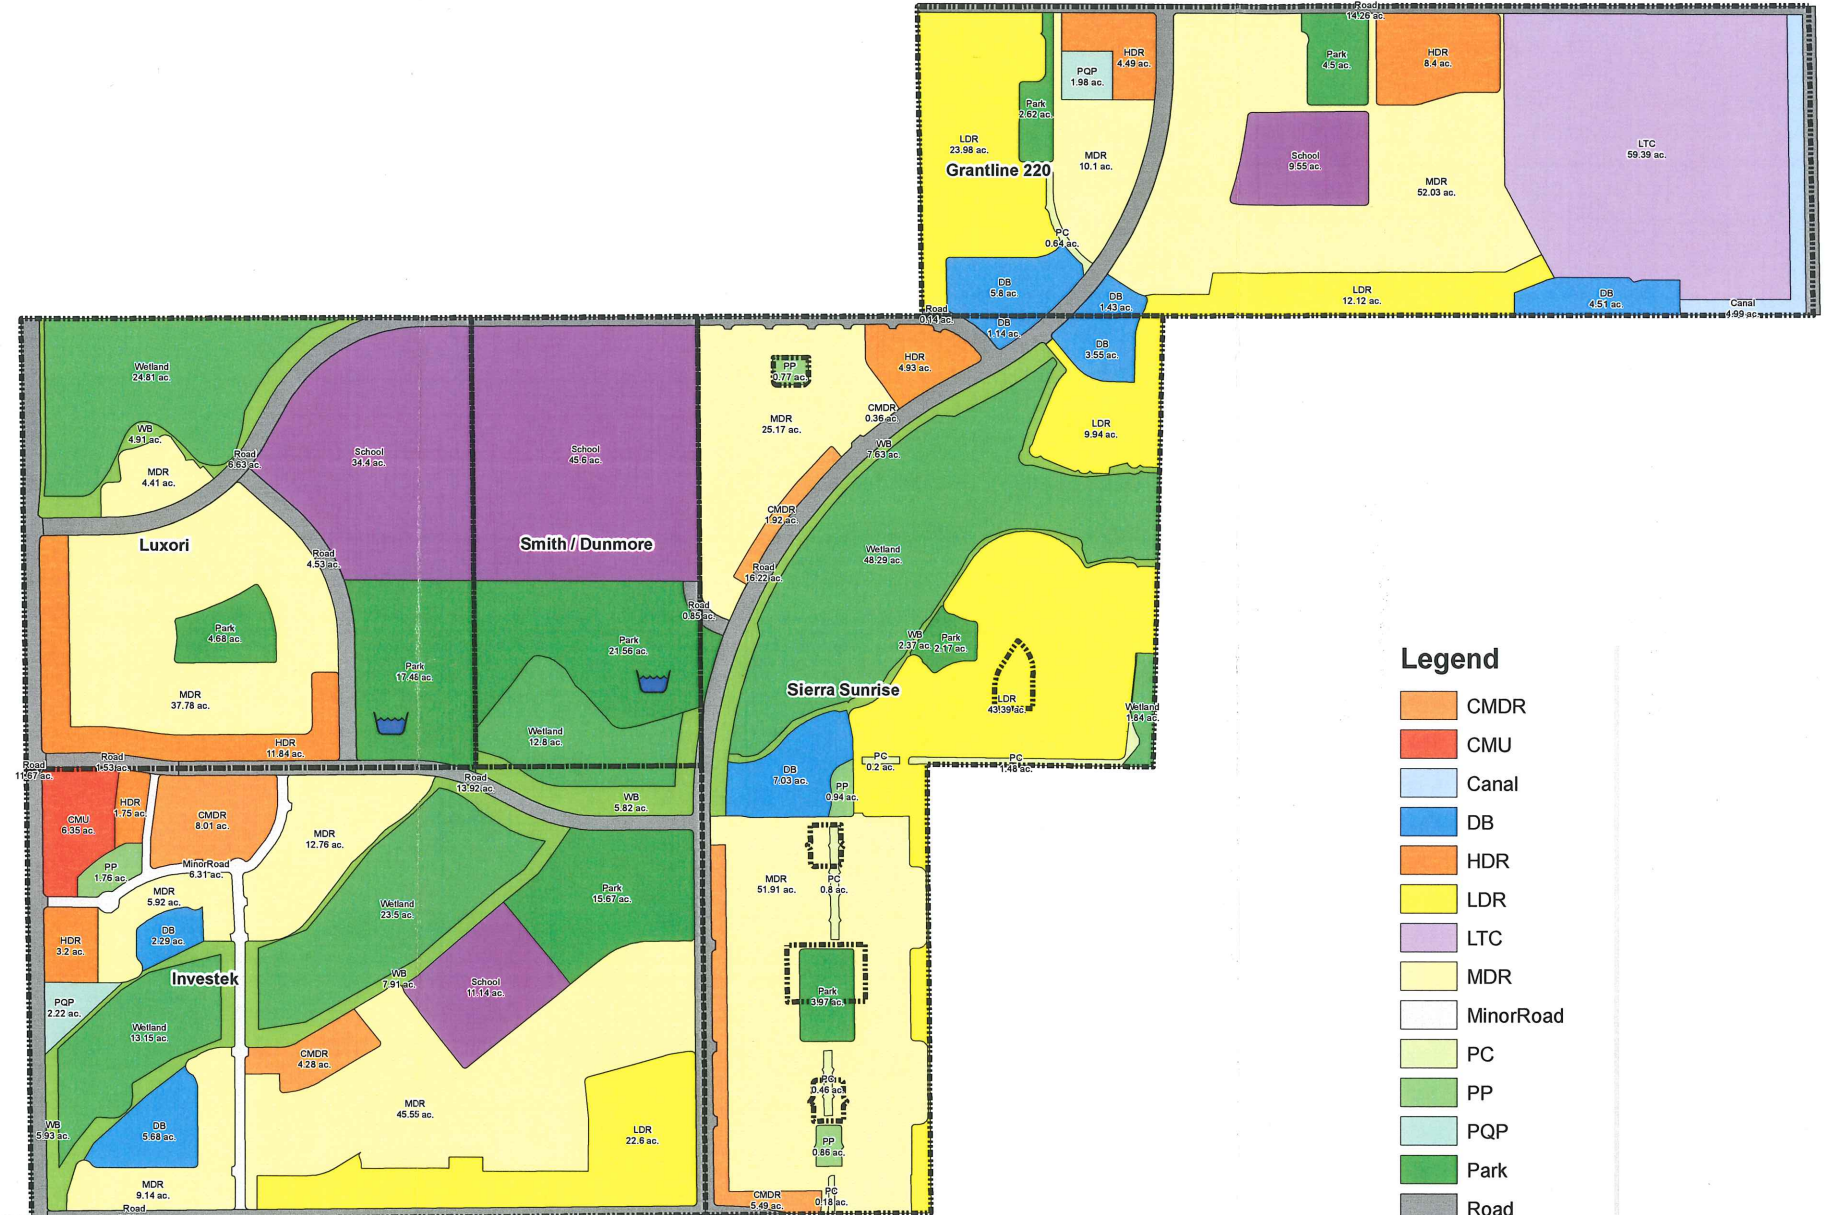 Road
14.26 ac.
HDR
4.49 ac.
PQP
1.98 ac.
Park
4.5 ac.
HDR
8.4 ac.
Park
2.62 ac.
LDR
23.98 ac.
Grantline 220
MDR
10.1 ac.
School
9.55 ac.
MDR
52.03 ac.
LTC
59.39 ac.
PC
0.64 ac.
DB
5.8 ac.
DB
1.43 ac.
LDR
12.12 ac.
DB
4.51 ac.
Canal
4.99 ac.
Road
0.14 ac.
DB
1.14 ac.
DB
3.55 ac.
Wetland
24.81 ac.
WB
4.91 ac.
MDR
4.41 ac.
Road
6.63 ac.
School
34.4 ac.
School
45.6 ac.
PP
0.77 ac.
HDR
4.93 ac.
MDR
25.17 ac.
CMDR
0.36 ac.
WB
7.63 ac.
LDR
9.94 ac.
CMDR
1.92 ac.
Luxori
Smith / Dunmore
Road
4.53 ac.
Wetland
48.29 ac.
Road
16.22 ac.
Road
0.85 ac.
Park
4.68 ac.
Park
21.56 ac.
WB
2.37 ac.
Park
2.17 ac.
Park
17.48 ac.
MDR
37.78 ac.
Sierra Sunrise
LDR
43.39 ac.
Wetland
1.84 ac.
Wetland
12.8 ac.
HDR
11.84 ac.
Road
1.53 ac.
Road
11.67 ac.
Road
13.92 ac.
DB
7.03 ac.
PP
0.94 ac.
PC
0.2 ac.
PC
1.48 ac.
WB
5.82 ac.
CMU
6.35 ac.
HDR
1.75 ac.
CMDR
8.01 ac.
MDR
12.76 ac.
PP
1.76 ac.
MinorRoad
6.31 ac.
MDR
5.92 ac.
Wetland
23.5 ac.
Park
15.67 ac.
MDR
51.91 ac.
PC
0.8 ac.
DB
2.29 ac.
HDR
3.2 ac.
Investek
WB
7.91 ac.
School
11.14 ac.
Park
3.97 ac.
PQP
2.22 ac.
Wetland
13.15 ac.
CMDR
4.28 ac.
PC
0.46 ac.
MDR
45.55 ac.
WB
5.93 ac.
DB
5.68 ac.
LDR
22.6 ac.
PP
0.86 ac.
MDR
9.14 ac.
CMDR
5.49 ac.
PC
0.18 ac.
Road
Legend
CMDR
CMU
Canal
DB
HDR
LDR
LTC
MDR
MinorRoad
PC
PP
PQP
Park
Road